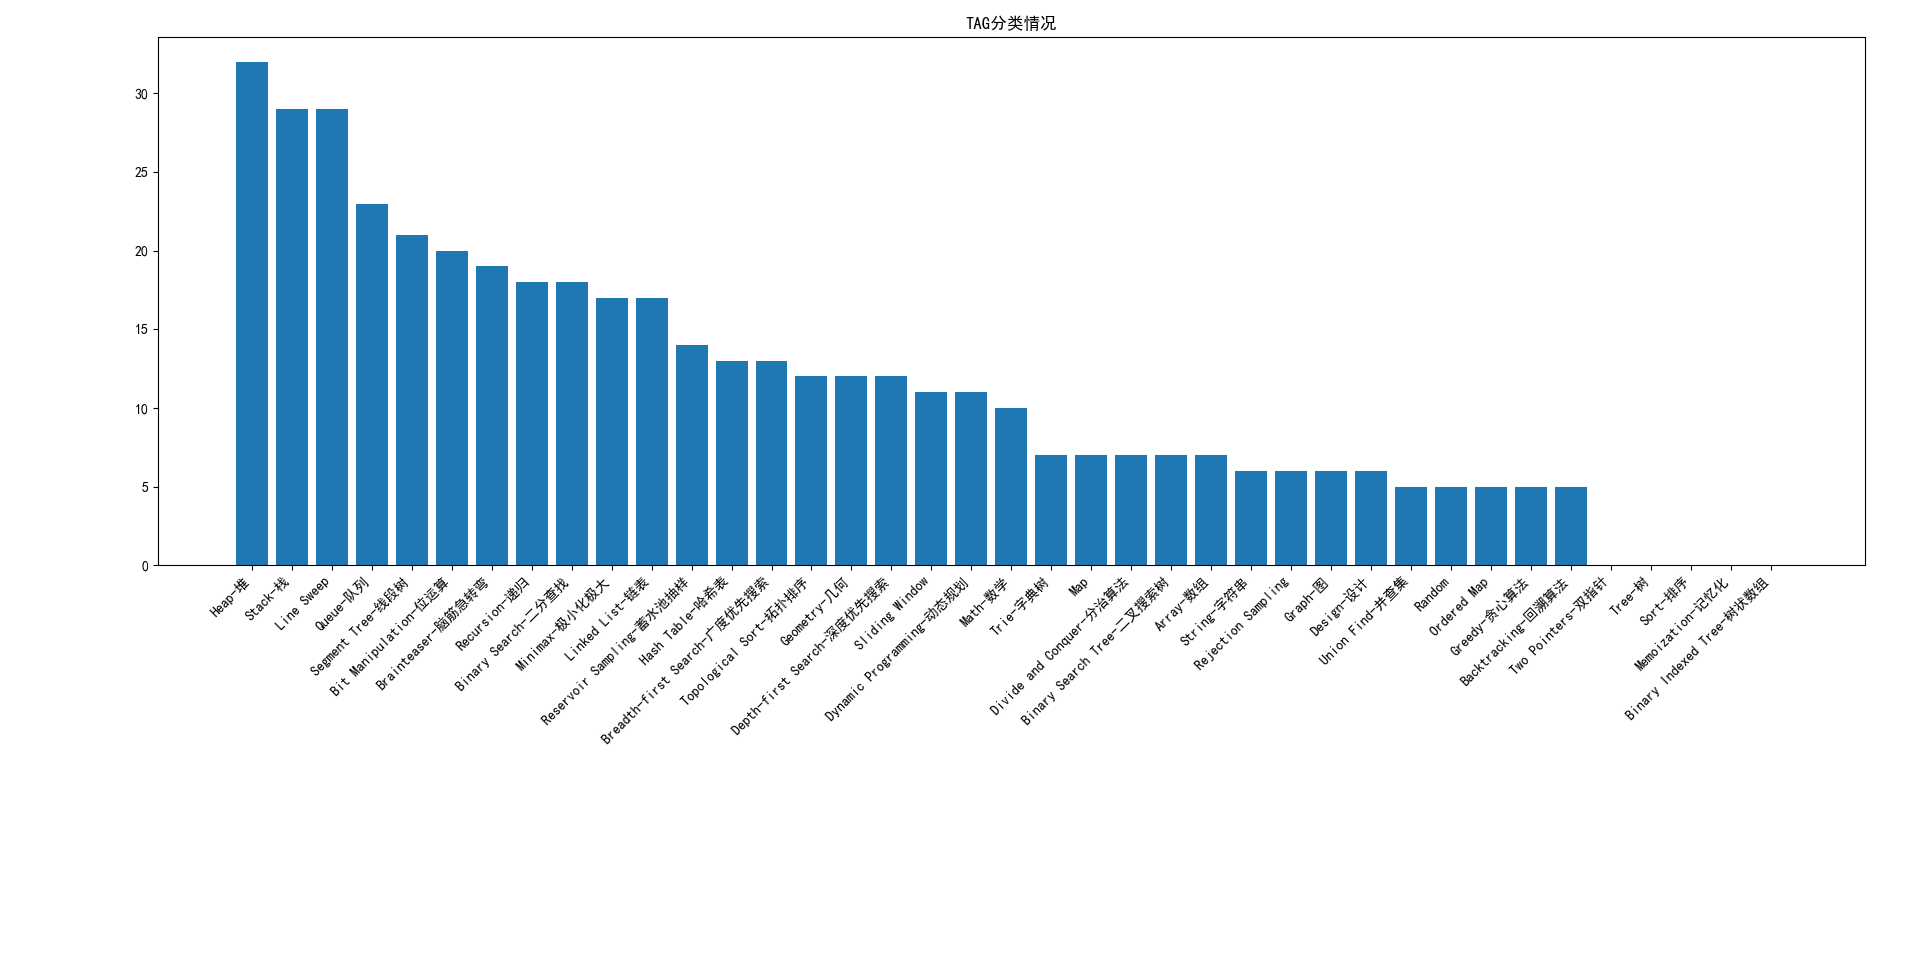 TAG分类情况
30
25
20
15
10
5
0
Heap-堆
Stack-栈
Line Sweep
Queue-队列
Segment Tree-线段树
Bit Manipulation-位运算
Brainteaser-脑筋急转弯
Recursion-递归
Binary Search-二分查找
Minimax-极小化极大
Linked List-链表
Reservoir Sampling-蓄水池抽样
Hash Table-哈希表
Breadth-first Search-广度优先搜索
Topological Sort-拓扑排序
Geometry-几何
Depth-first Search-深度优先搜索
Sliding Window
Dynamic Programming-动态规划
Math-数学
Trie-字典树
Map
Divide and Conquer-分治算法
Binary Search Tree-二叉搜索树
Array-数组
String-字符串
Rejection Sampling
Graph-图
Design-设计
Union Find-并查集
Random
Ordered Map
Greedy-贪心算法
Backtracking-回溯算法
Two Pointers-双指针
Tree-树
Sort-排序
Memoization-记忆化
Binary Indexed Tree-树状数组